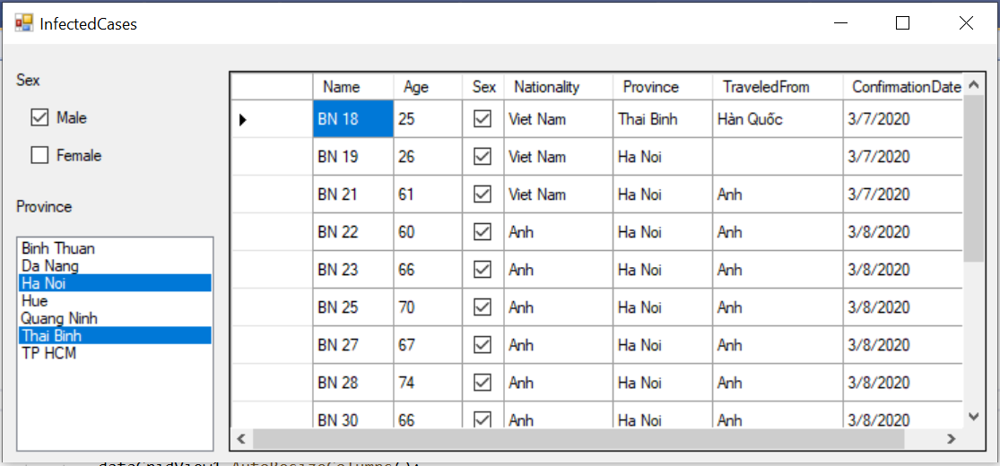 InfectedCases
Sex
Male
Female
Province
Binh Thuan
Da Nang
Ha Noi
Hue
Quang Ninh
Thai Binh
TP HCM
Name Age Sex Nationality Province TraveledFrom ConfirmationDate
BN 18 25 Viet Nam Thai Binh Hàn Quốc 3/7/2020
BN 19 26 Viet Nam Ha Noi 3/7/2020
BN 21 61 Viet Nam Ha Noi Anh 3/7/2020
BN 22 60 Anh Ha Noi Anh 3/8/2020
BN 23 66 Anh Ha Noi Anh 3/8/2020
BN 25 70 Anh Ha Noi Anh 3/8/2020
BN 27 67 Anh Ha Noi Anh 3/8/2020
BN 28 74 Anh Ha Noi Anh 3/8/2020
BN 30 66 Anh Ha Noi Anh 3/8/2020